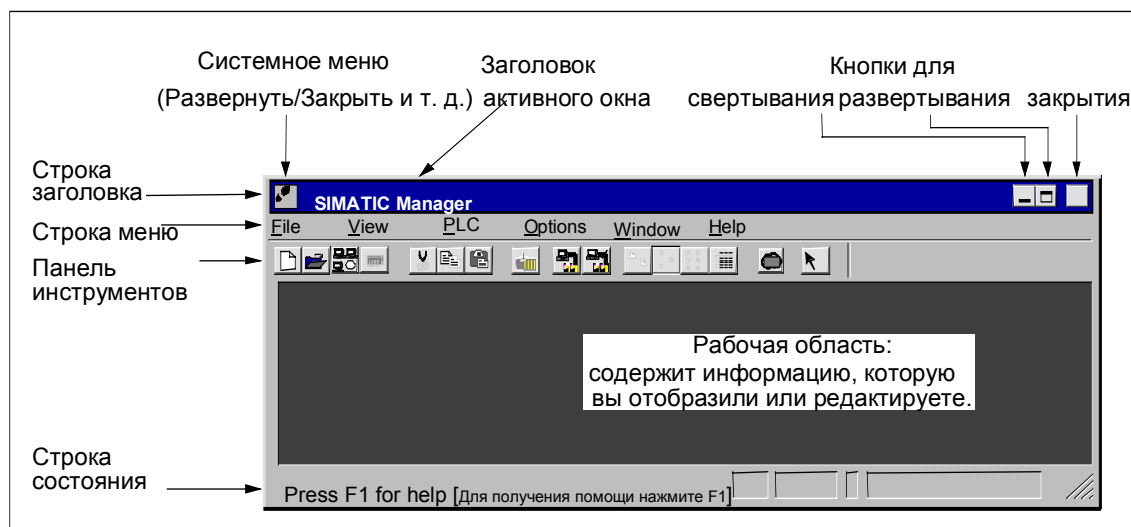 Системное меню
(Развернуть/Закрыть и т. д.)
Заголовок
активного окна
Кнопки для
свертывания развертывания закрытия
Строка
заголовка
SIMATIC Manager
Строка меню
File View PLC Options Window Help
Панель
инструментов
Рабочая область:
содержит информацию, которую
вы отобразили или редактируете.
Строка
состояния
Press F1 for help [Для получения помощи нажмите F1]